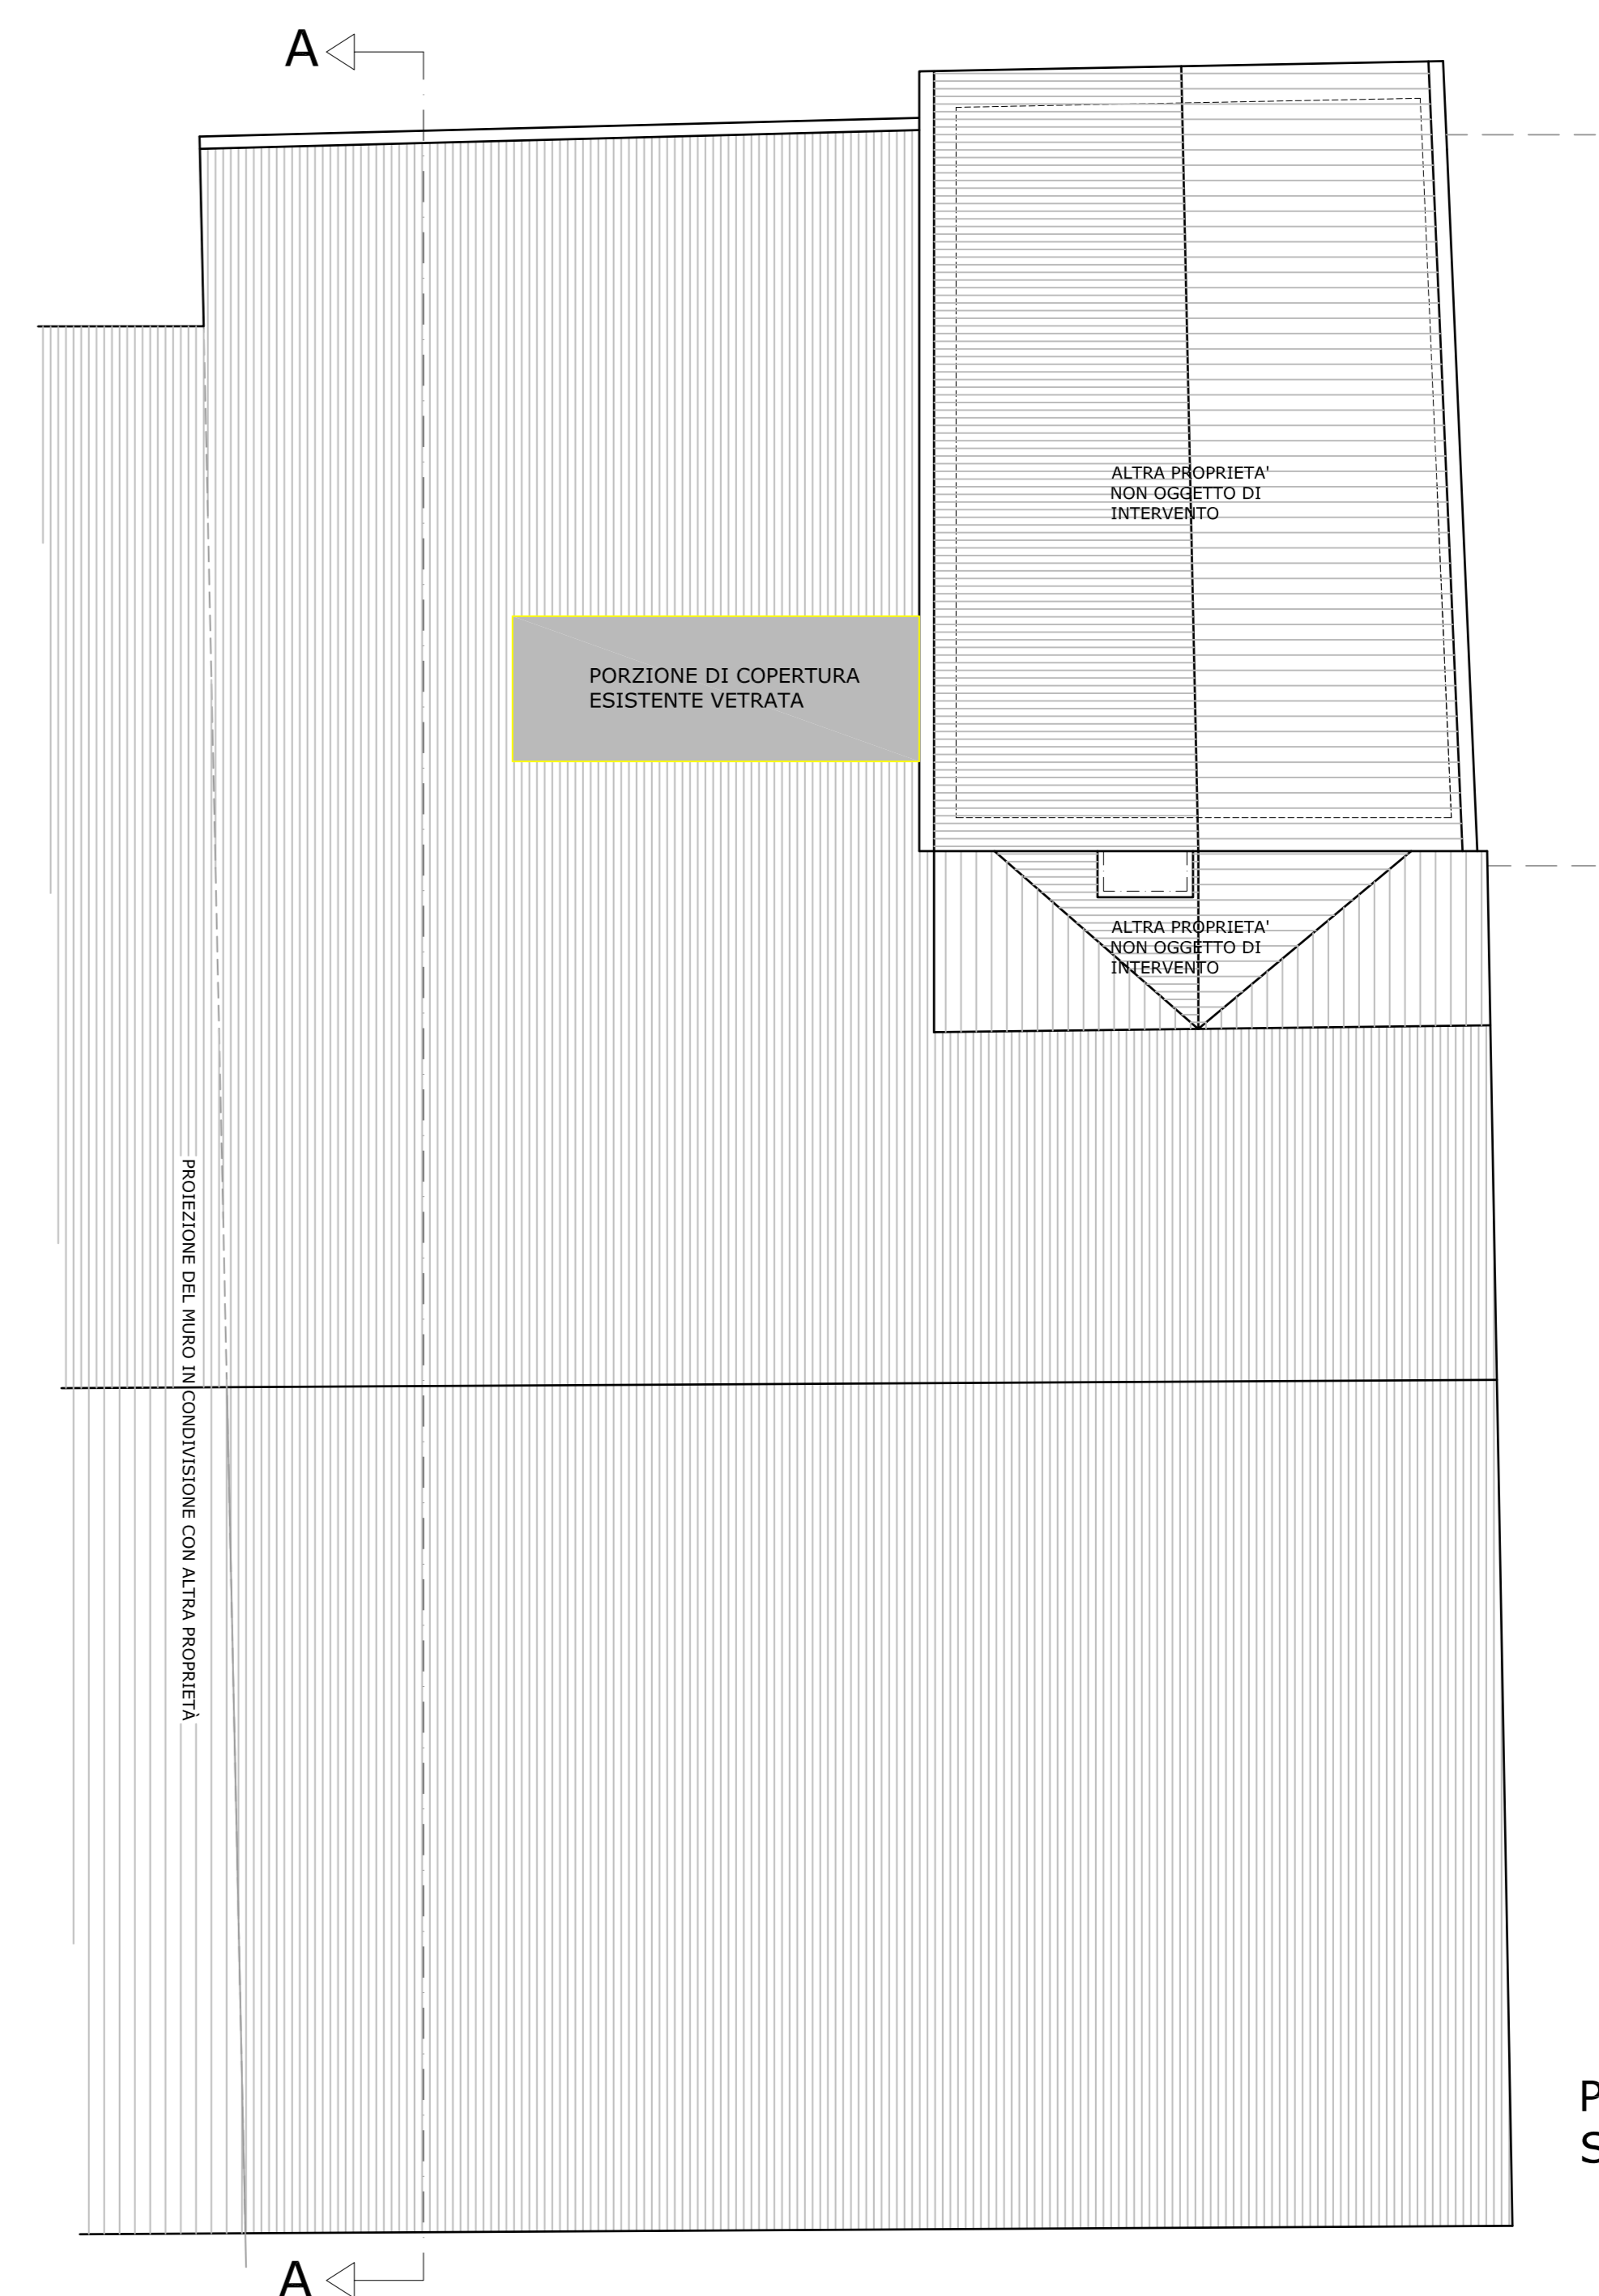 A
ALTRA PROPRIETA'
NON OGGETTO DI
INTERVENTO
PORZIONE DI COPERTURA
ESISTENTE VETRATA
ALTRA PROPRIETA'
NON OGGETTO DI
INTERVENTO
PROIEZIONE DEL MURO IN CONDIVISIONE CON ALTRA PROPRIETÀ
P
S
A